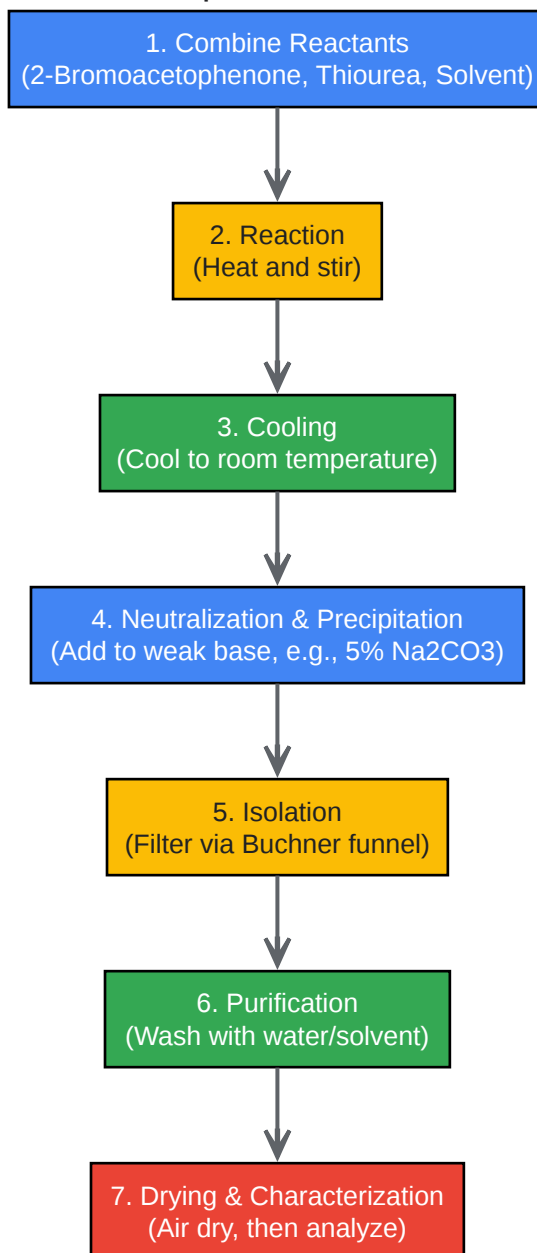 1. Combine Reactants
(2-Bromoacetophenone, Thiourea, Solvent)
2. Reaction
(Heat and stir)
3. Cooling
(Cool to room temperature)
4. Neutralization & Precipitation
(Add to weak base, e.g., 5% Na2CO3)
5. Isolation
(Filter via Buchner funnel)
6. Purification
(Wash with water/solvent)
7. Drying & Characterization
(Air dry, then analyze)